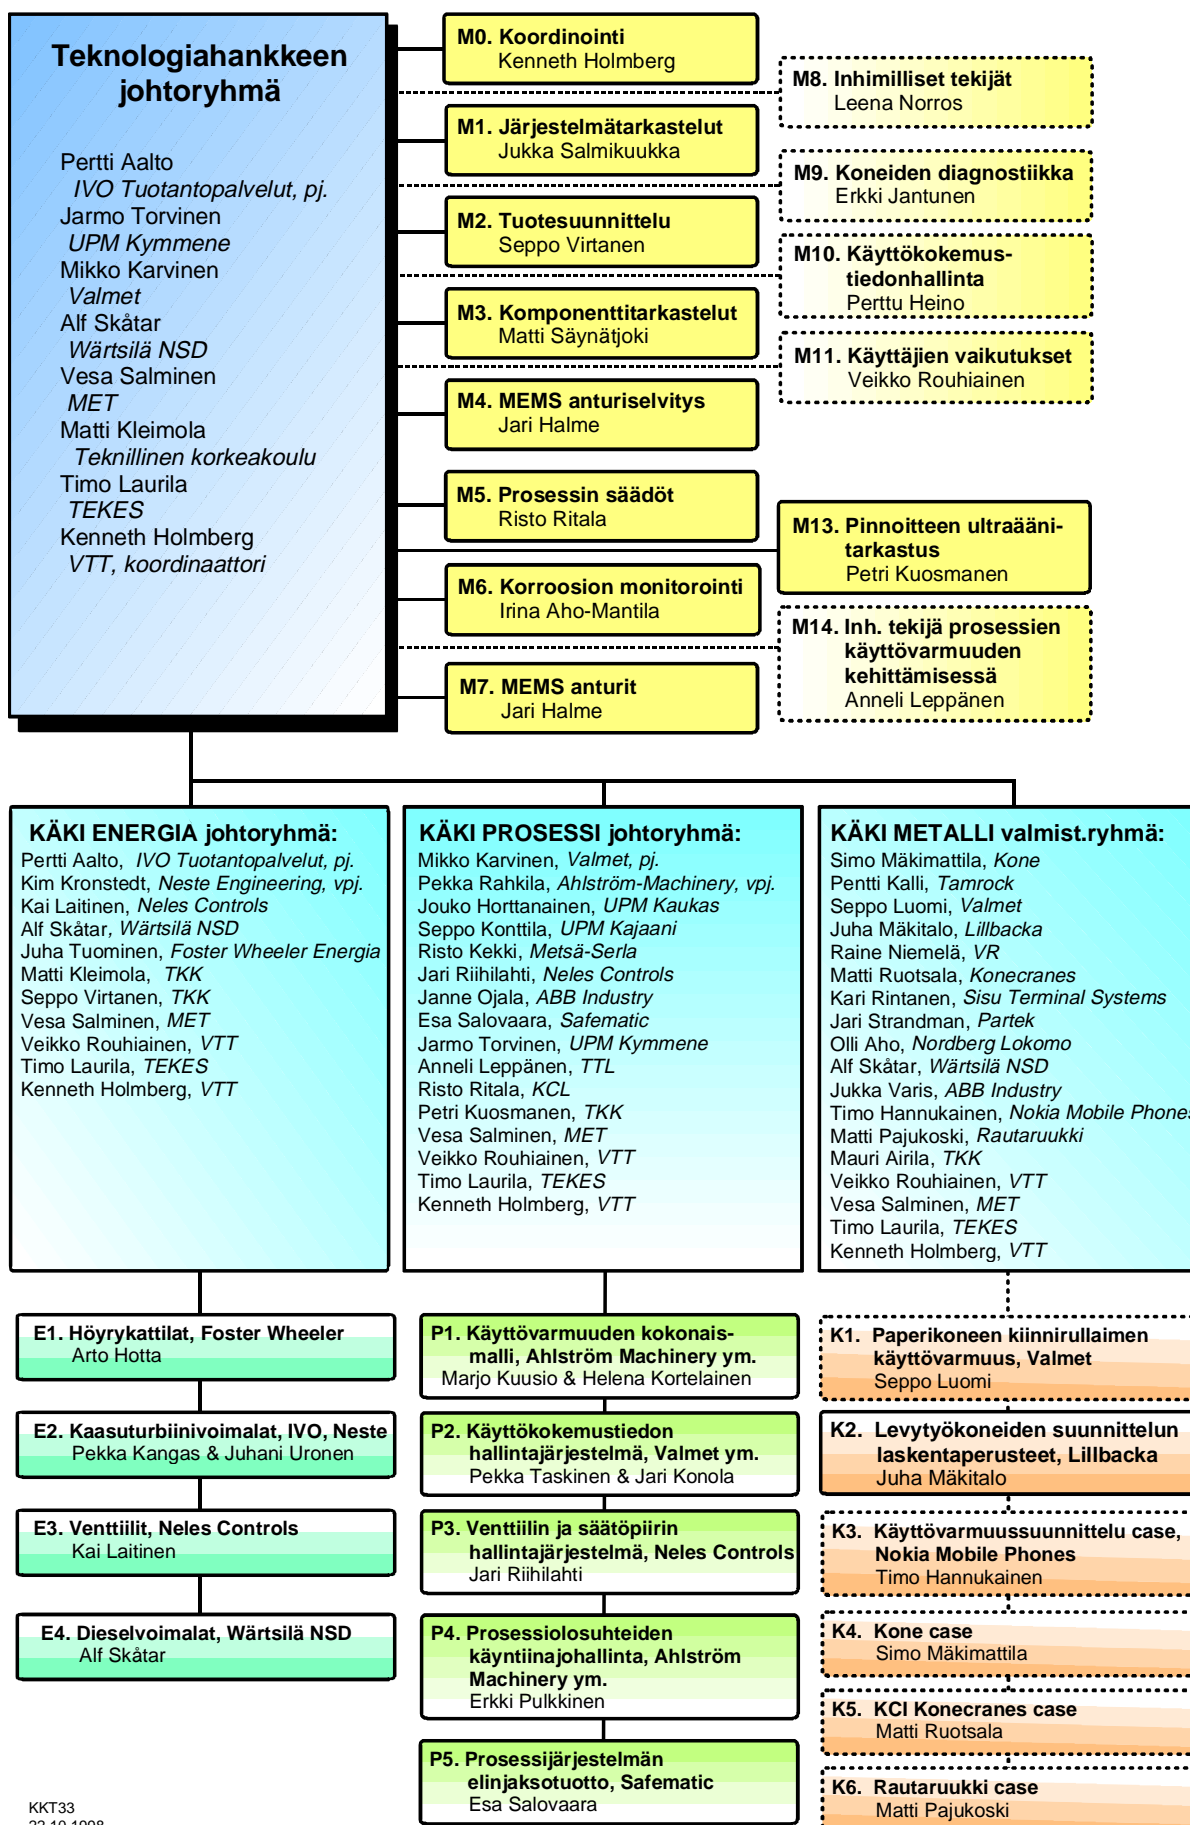 Teknologiahankkeen
johtoryhmä
Pertti Aalto
IVO Tuotantopalvelut, pj.
Jarmo Torvinen
UPM Kymmene
Mikko Karvinen
Valmet
Alf Skåtar
Wärtsilä NSD
Vesa Salminen
MET
Matti Kleimola
Teknillinen korkeakoulu
Timo Laurila
TEKES
Kenneth Holmberg
VTT, koordinaattori
M0. Koordinointi
Kenneth Holmberg
M1. Järjestelmätarkastelut
Jukka Salmikuukka
M2. Tuotesuunnittelu
Seppo Virtanen
M3. Komponenttitarkastelut
Matti Säynätjoki
M4. MEMS anturiselvitys
Jari Halme
M5. Prosessin säädöt
Risto Ritala
M6. Korroosion monitorointi
Irina Aho-Mantila
M7. MEMS anturit
Jari Halme
M8. Inhimilliset tekijät
Leena Norros
M9. Koneiden diagnostiikka
Erkki Jantunen
M10. Käyttökokemus-
tiedonhallinta
Perttu Heino
M11. Käyttäjien vaikutukset
Veikko Rouhiainen
M13. Pinnoitteen ultraääni-
tarkastus
Petri Kuosmanen
M14. Inh. tekijä prosessien
käyttövarmuuden
kehittämisessä
Anneli Leppänen
KÄKI ENERGIA johtoryhmä:
Pertti Aalto, IVO Tuotantopalvelut, pj.
Kim Kronstedt, Neste Engineering, vpj.
Kai Laitinen, Neles Controls
Alf Skåtar, Wärtsilä NSD
Juha Tuominen, Foster Wheeler Energia
Matti Kleimola, TKK
Seppo Virtanen, TKK
Vesa Salminen, MET
Veikko Rouhiainen, VTT
Timo Laurila, TEKES
Kenneth Holmberg, VTT
KÄKI PROSESSI johtoryhmä:
Mikko Karvinen, Valmet, pj.
Pekka Rahkila, Ahlström-Machinery, vpj.
Jouko Horttanainen, UPM Kaukas
Seppo Konttila, UPM Kajaani
Risto Kekki, Metsä-Serla
Jari Riihilahti, Neles Controls
Janne Ojala, ABB Industry
Esa Salovaara, Safematic
Jarmo Torvinen, UPM Kymmene
Anneli Leppänen, TTL
Risto Ritala, KCL
Petri Kuosmanen, TKK
Vesa Salminen, MET
Veikko Rouhiainen, VTT
Timo Laurila, TEKES
Kenneth Holmberg, VTT
KÄKI METALLI valmist.ryhmä:
Simo Mäkimattila, Kone
Pentti Kalli, Tamrock
Seppo Luomi, Valmet
Juha Mäkitalo, Lillbacka
Raine Niemelä, VR
Matti Ruotsala, Konecranes
Kari Rintanen, Sisu Terminal Systems
Jari Strandman, Partek
Olli Aho, Nordberg Lokomo
Alf Skåtar, Wärtsilä NSD
Jukka Varis, ABB Industry
Timo Hannukainen, Nokia Mobile Phones
Matti Pajukoski, Rautaruukki
Mauri Airila, TKK
Veikko Rouhiainen, VTT
Vesa Salminen, MET
Timo Laurila, TEKES
Kenneth Holmberg, VTT
E1. Höyrykattilat, Foster Wheeler
Arto Hotta
E2. Kaasuturbiinivoimalat, IVO, Neste
Pekka Kangas & Juhani Uronen
E3. Venttiilit, Neles Controls
Kai Laitinen
E4. Dieselvoimalat, Wärtsilä NSD
Alf Skåtar
P1. Käyttövarmuuden kokonais-
malli, Ahlström Machinery ym.
Marjo Kuusio & Helena Kortelainen
P2. Käyttökokemustiedon
hallintajärjestelmä, Valmet ym.
Pekka Taskinen & Jari Konola
P3. Venttiilin ja säätöpiirin
hallintajärjestelmä, Neles Controls
Jari Riihilahti
P4. Prosessiolosuhteiden
käyntiinajohallinta, Ahlström
Machinery ym.
Erkki Pulkkinen
P5. Prosessijärjestelmän
elinjaksotuotto, Safematic
Esa Salovaara
K1. Paperikoneen kiinnirullaimen
käyttövarmuus, Valmet
Seppo Luomi
K2. Levytyökoneiden suunnittelun
laskentaperusteet, Lillbacka
Juha Mäkitalo
K3. Käyttövarmuussuunnittelu case,
Nokia Mobile Phones
Timo Hannukainen
K4. Kone case
Simo Mäkimattila
K5. KCI Konecranes case
Matti Ruotsala
K6. Rautaruukki case
Matti Pajukoski
KKT33
22.10.1998